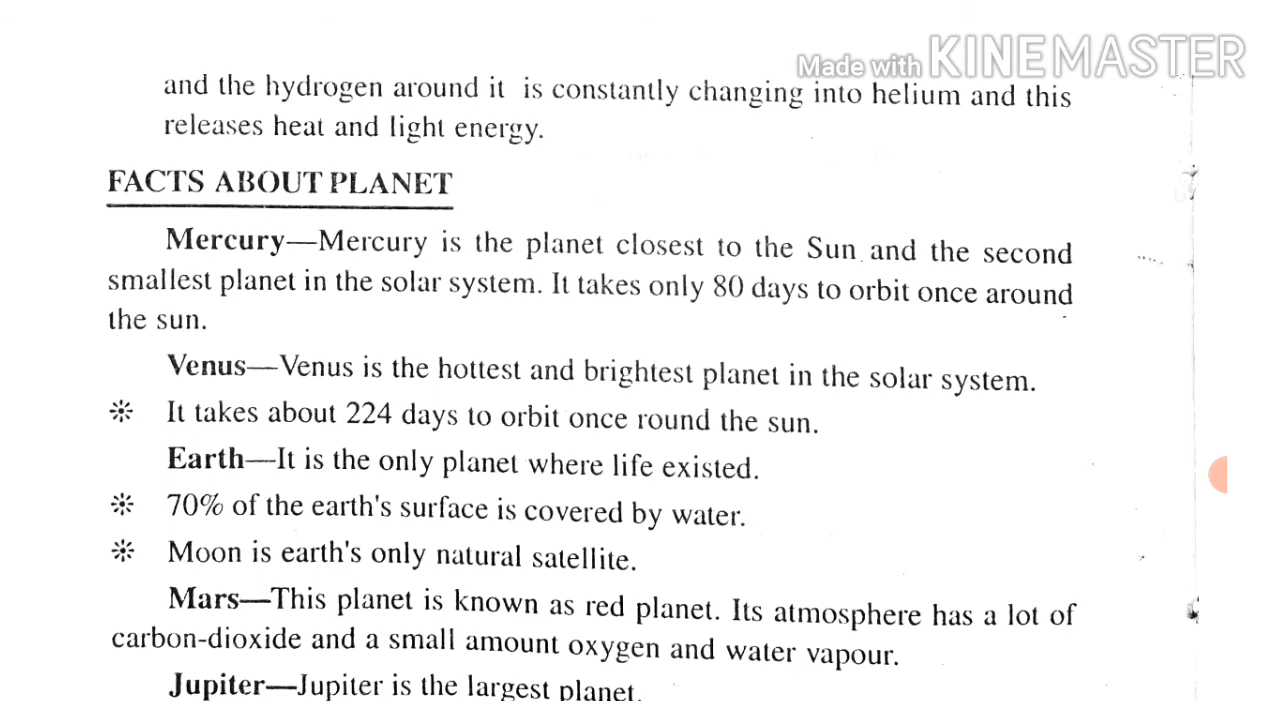 Made with KINEMASTER
and the hydrogen around it is constantly changing into helium and this
releases heat and light energy.
FACTS ABOUT PLANET
Mercury—Mercury is the planet closest to the Sun and the second
smallest planet in the solar system. It takes only 80 days to orbit once around
the sun.
Venus—Venus is the hottest and brightest planet in the solar system.
❊ It takes about 224 days to orbit once round the sun.
Earth—It is the only planet where life existed.
❊ 70% of the earth's surface is covered by water.
❊ Moon is earth's only natural satellite.
Mars—This planet is known as red planet. Its atmosphere has a lot of
carbon-dioxide and a small amount oxygen and water vapour.
Jupiter—Jupiter is the largest planet.